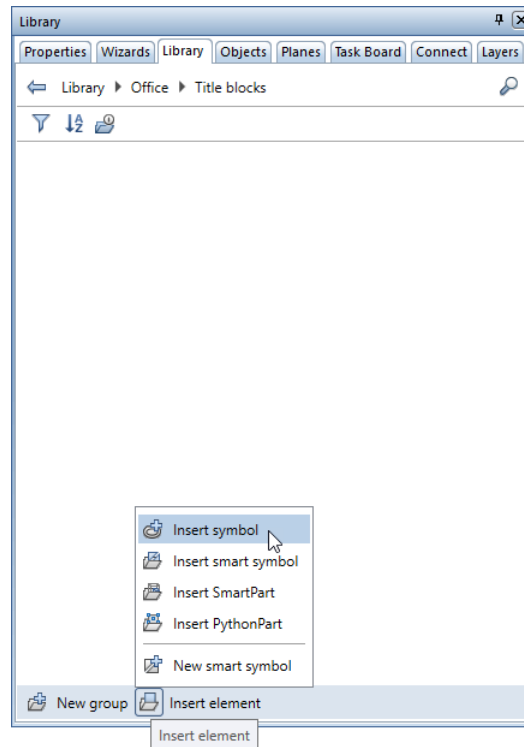 Library
Properties Wizards Library Objects Planes Task Board Connect Layers
Library Office Title blocks
Insert symbol
Insert smart symbol
Insert SmartPart
Insert PythonPart
New smart symbol
New group Insert element
Insert element